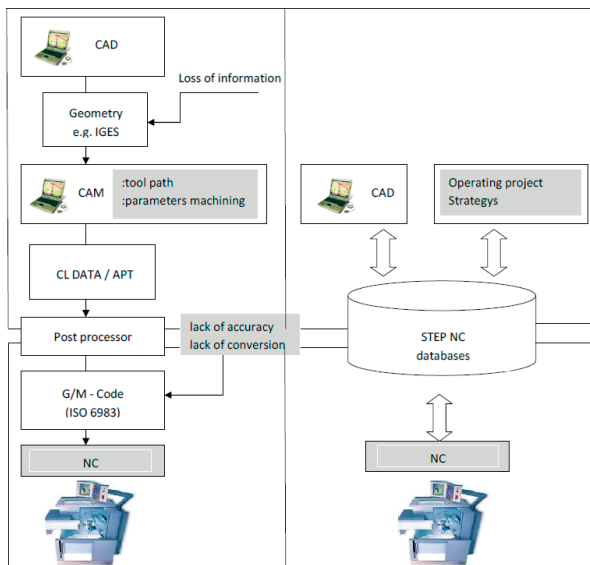 CAD
Loss of information
Geometry
e.g. IGES
CAM
:tool path
:parameters machining
CL DATA / APT
Post processor
lack of accuracy
lack of conversion
G/M - Code
(ISO 6983)
NC
CAD
Operating project
Strategys
STEP NC
databases
NC